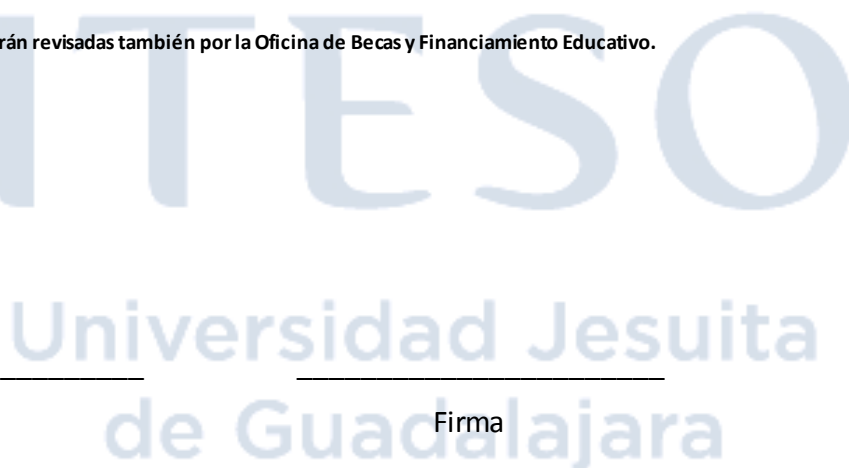 rán revisadas también por la Oficina de Becas y Financiamiento Educativo.
ITESO
Universidad Jesuita
de Guadalajara
Firma